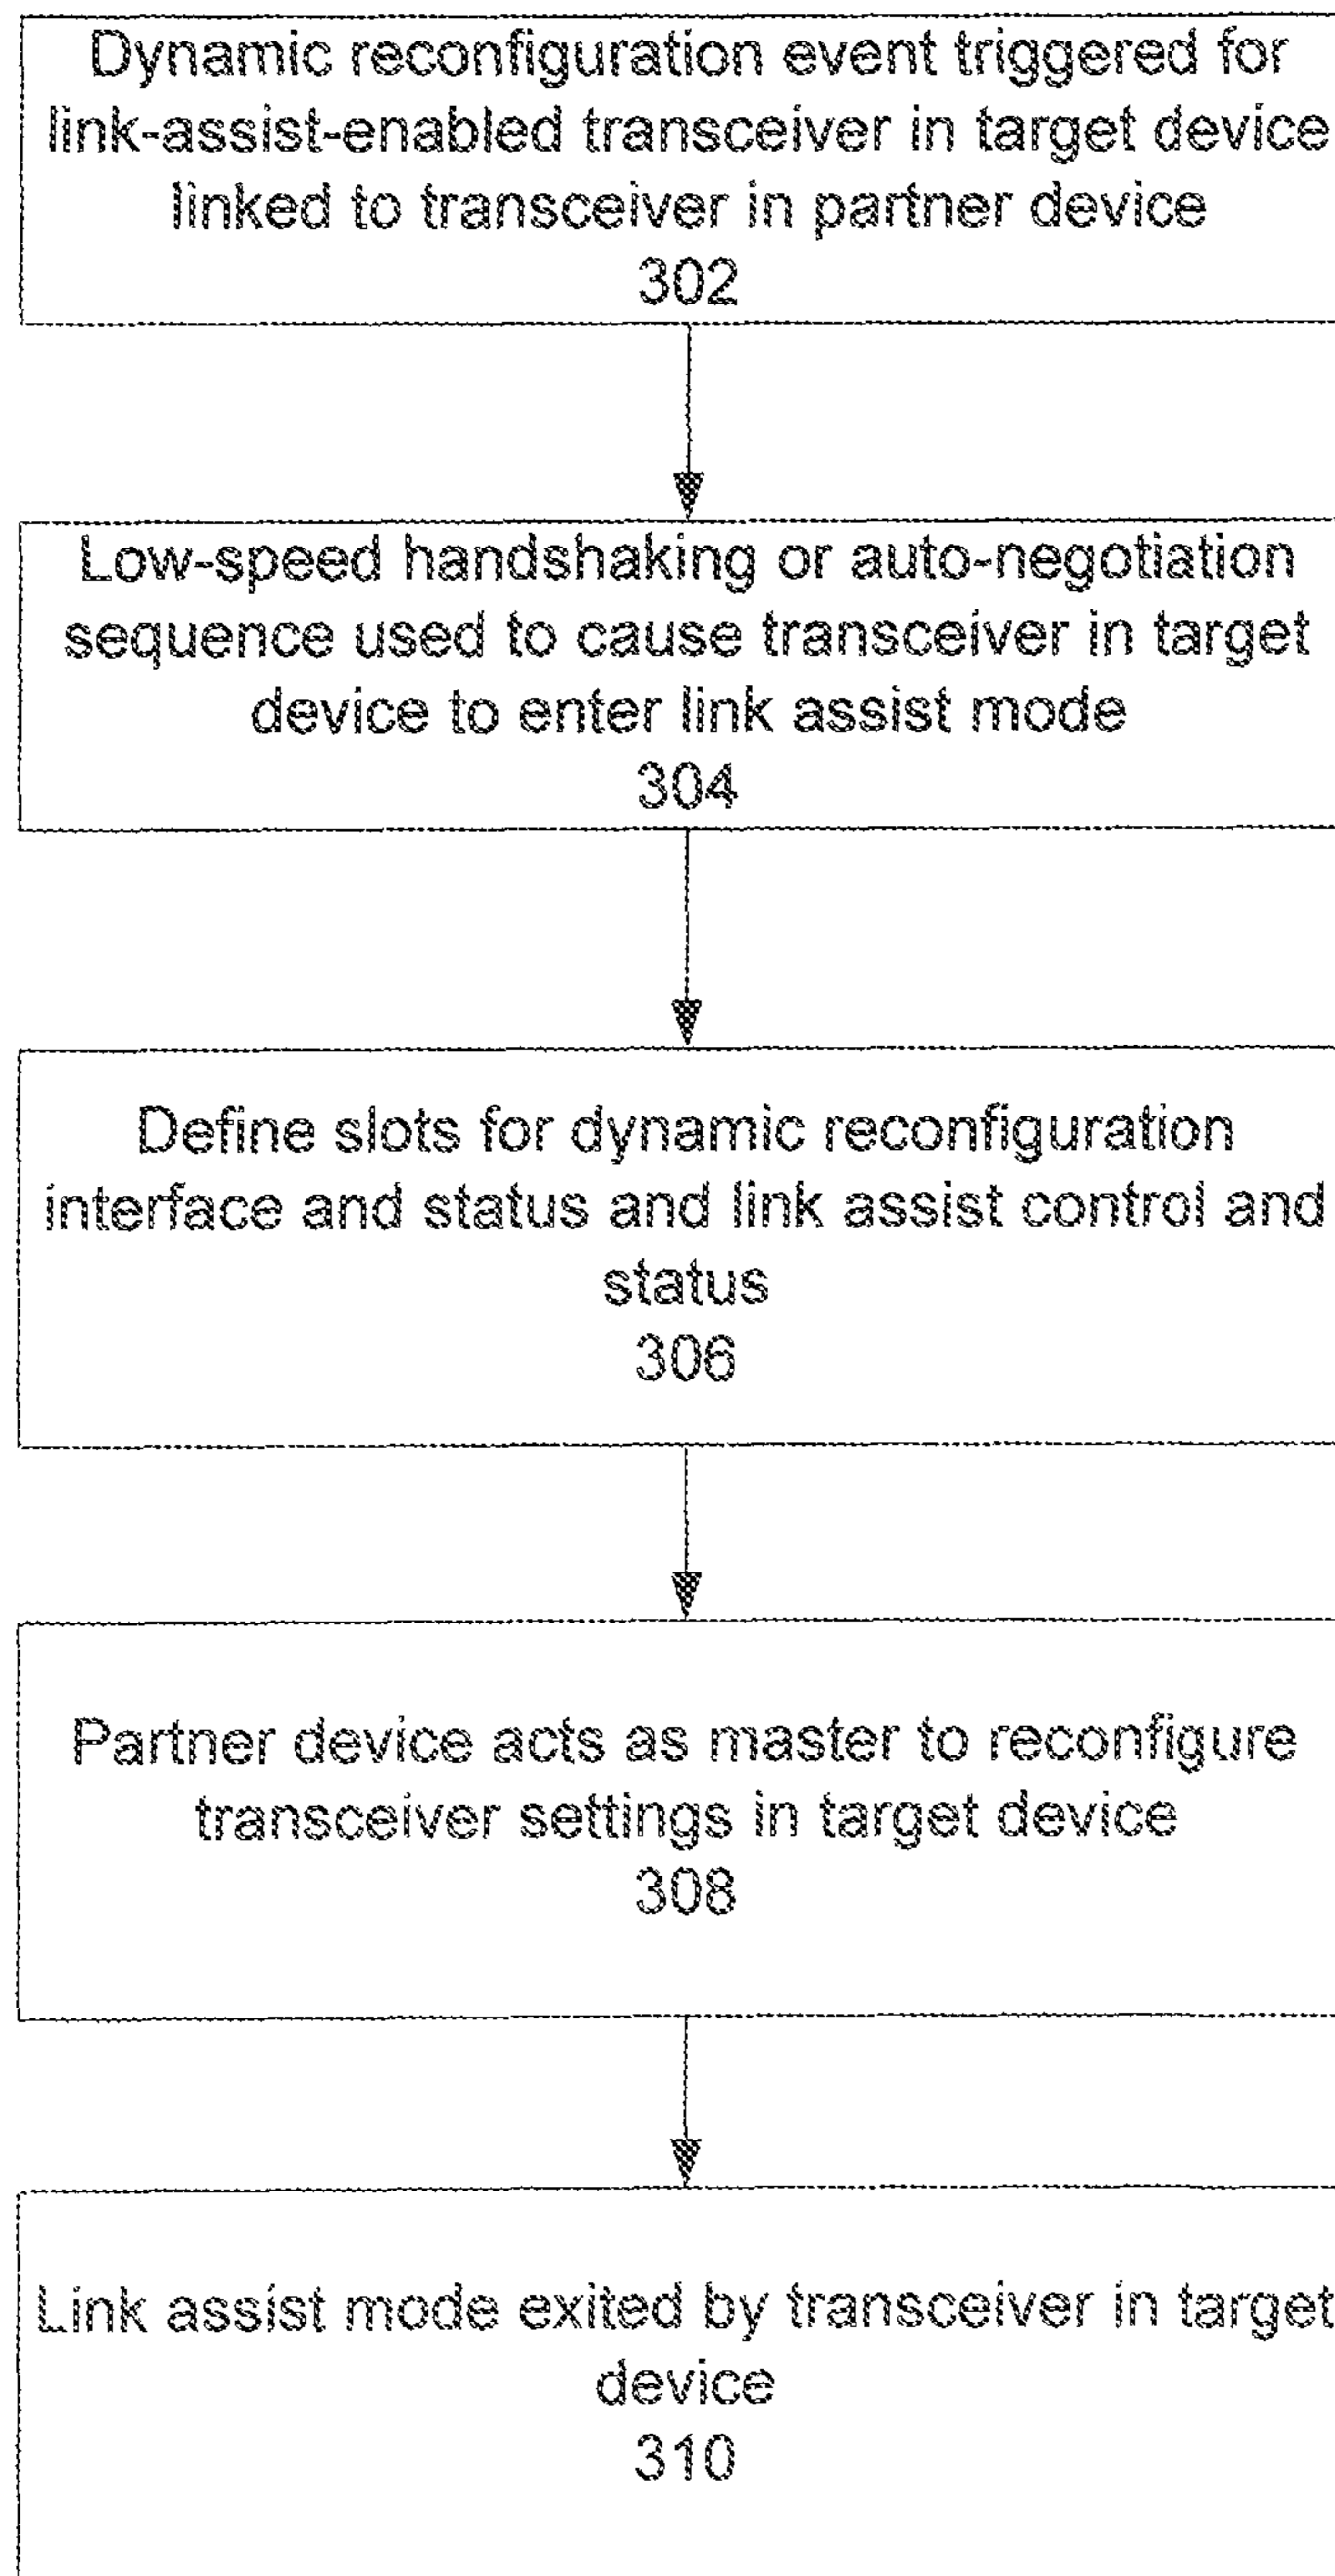 Dynamic reconfiguration event triggered for
link-assist-enabled transceiver in target device
linked to transceiver in partner device
302
Low-speed handshaking or auto-negotiation
sequence used to cause transceiver in target
device to enter link assist mode
304
Define slots for dynamic reconfiguration
interface and status and link assist control and
status
306
Partner device acts as master to reconfigure
transceiver settings in target device
308
Link assist mode exited by transceiver in target
device
310